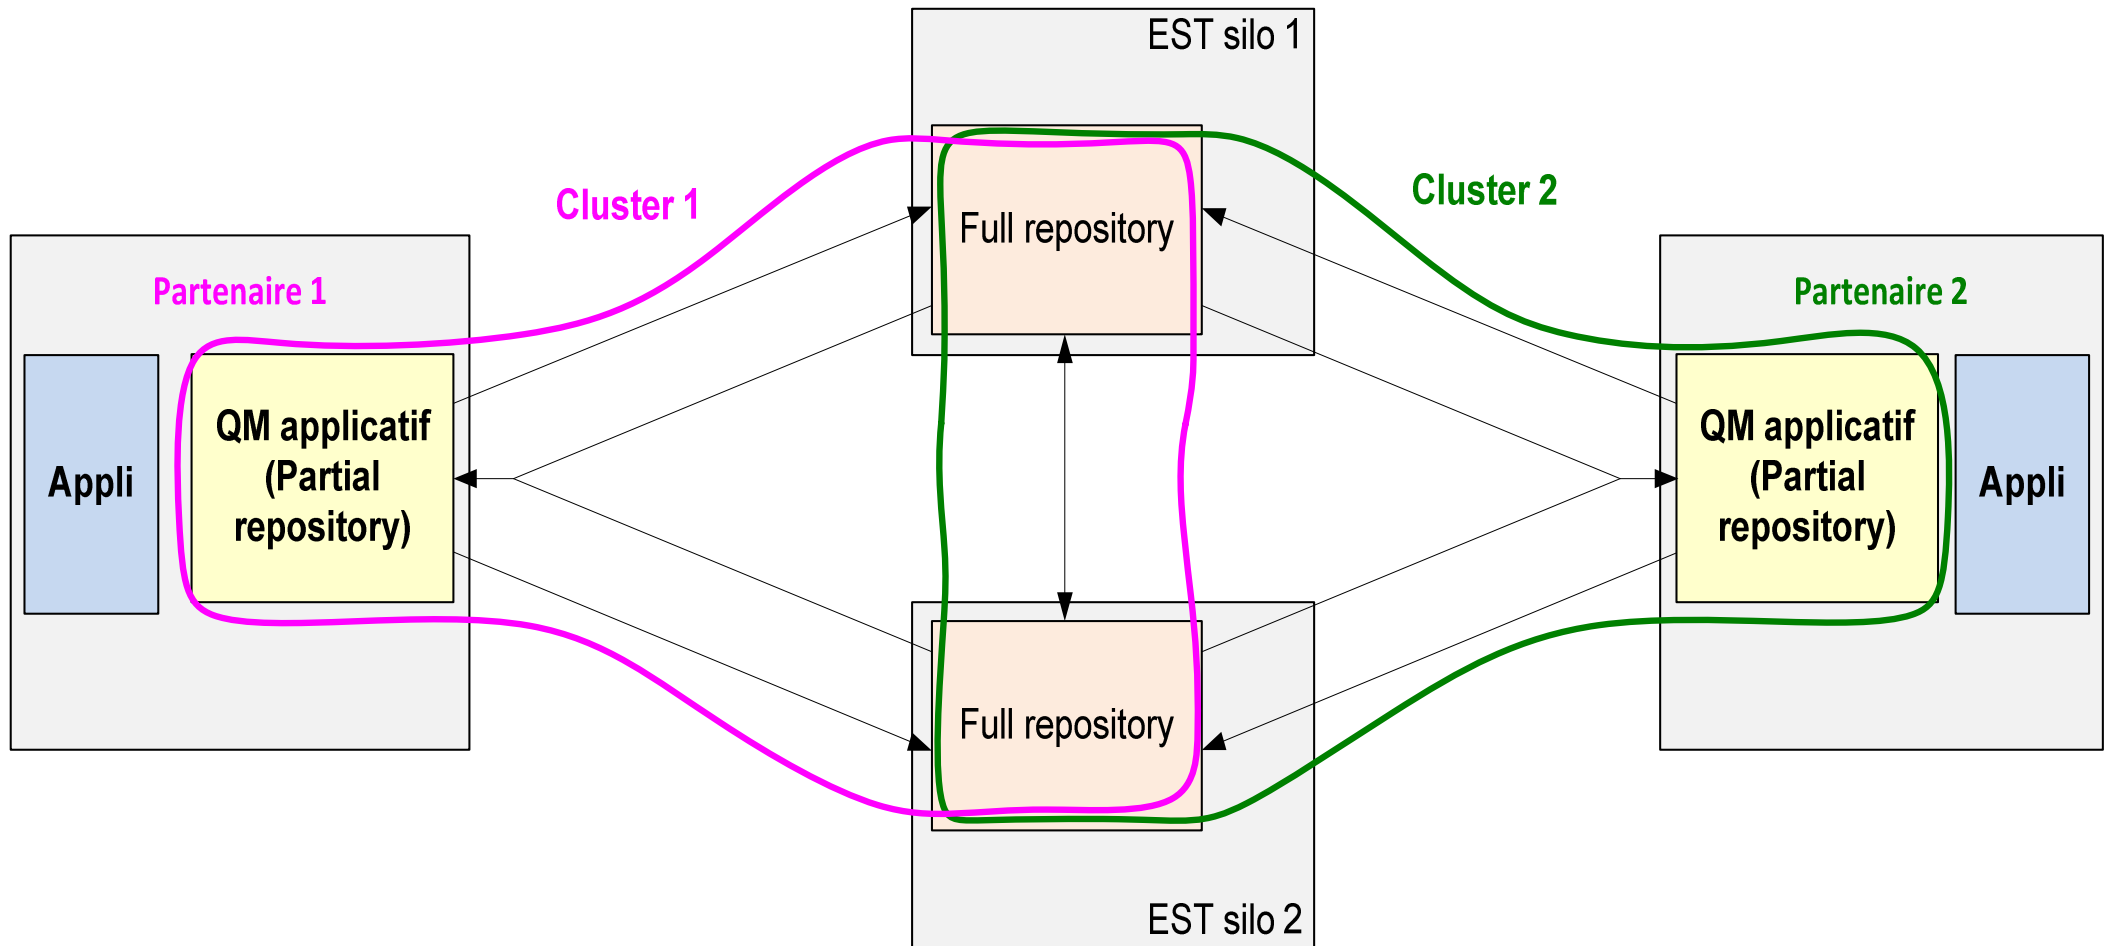 EST silo 1
Cluster 1
Cluster 2
Full repository
Partenaire 1
Partenaire 2
Appli
QM applicatif
(Partial
repository)
QM applicatif
(Partial
repository)
Appli
Full repository
EST silo 2